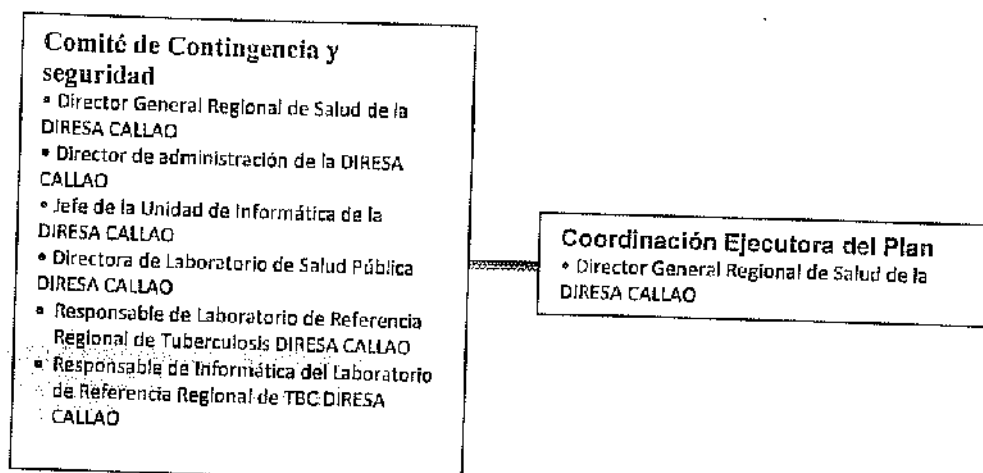 Comité de Contingencia y
seguridad
• Director General Regional de Salud de la
DIRESA CALLAO
• Director de administración de la DIRESA
CALLAO
• Jefe de la Unidad de Informática de la
DIRESA CALLAO
• Directora de Laboratorio de Salud Pública
DIRESA CALLAO
• Responsable de Laboratorio de Referencia
Regional de Tuberculosis DIRESA CALLAO
• Responsable de Informática del Laboratorio
de Referencia Regional de TBC DIRESA
CALLAO
Coordinación Ejecutora del Plan
• Director General Regional de Salud de la
DIRESA CALLAO